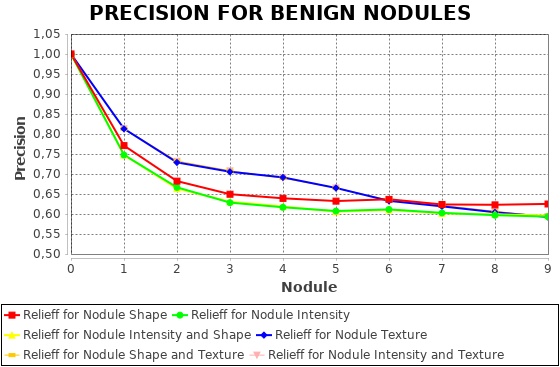 PRECISION FOR BENIGN NODULES
1,05
1,00
0,95
0,90
0,85
0,80
0,75
0,70
0,65
0,60
0,55
0,50
Precision
0 1 2 3 4 5 6 7 8 9
Nodule
Relieff for Nodule Shape Relieff for Nodule Intensity
Relieff for Nodule Intensity and Shape Relieff for Nodule Texture
Relieff for Nodule Shape and Texture Relieff for Nodule Intensity and Texture